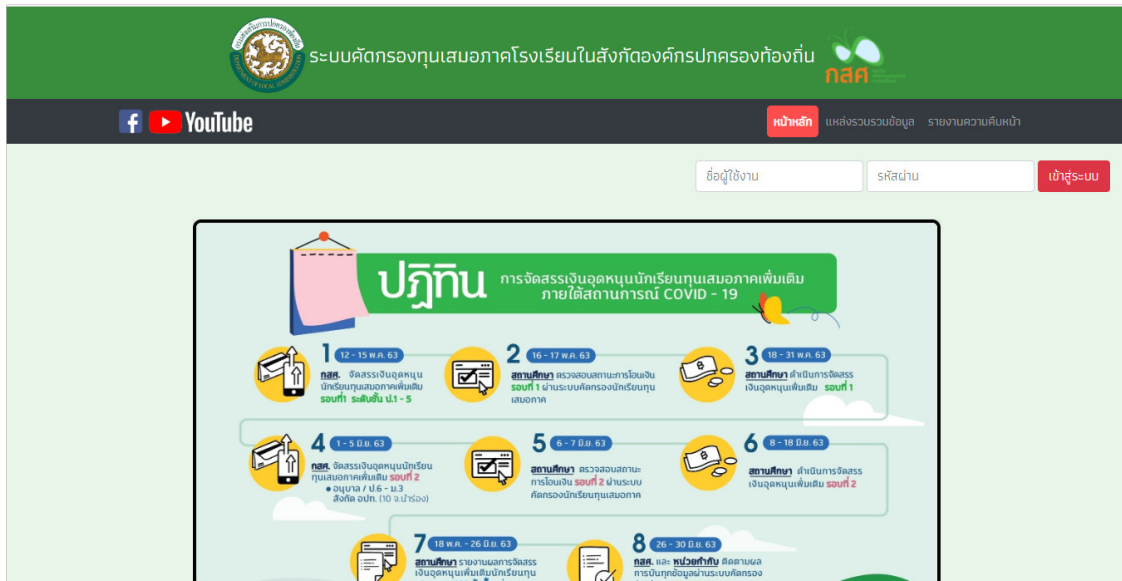 ระบบคัดกรองทุนเสมอภาคโรงเรียนในสังกัดองค์กรปกครองท้องถิ่น
กสศ
YouTube
หน้าหลัก แหล่งรวบรวมข้อมูล รายงานความคืบหน้า
ชื่อผู้ใช้งาน รหัสผ่าน เข้าสู่ระบบ
ปฏิทิน
การจัดสรรเงินอุดหนุนนักเรียนทุนเสมอภาคเพิ่มเติม
ภายใต้สถานการณ์ COVID - 19
1 12 - 15 พ.ค. 63
กสศ. จัดสรรเงินอุดหนุน
นักเรียนทุนเสมอภาคเพิ่มเติม
รอบที่1 ระดับชั้น ป.1 - 5
2 16 - 17 พ.ค. 63
สถานศึกษา ตรวจสอบสถานะการโอนเงิน
รอบที่ 1 ผ่านระบบคัดกรองนักเรียนทุน
เสมอภาค
3 18 - 31 พ.ค. 63
สถานศึกษา ดำเนินการจัดสรร
เงินอุดหนุนเพิ่มเติม รอบที่ 1
4 1 - 5 มิ.ย. 63
กสศ. จัดสรรเงินอุดหนุนนักเรียน
ทุนเสมอภาคเพิ่มเติม รอบที่ 2
• อนุบาล / ป.6 - ม.3
สังกัด อปท. (10 จ.นำร่อง)
5 6 - 7 มิ.ย. 63
สถานศึกษา ตรวจสอบสถานะ
การโอนเงิน รอบที่ 2 ผ่านระบบ
คัดกรองนักเรียนทุนเสมอภาค
6 8 - 18 มิ.ย. 63
สถานศึกษา ดำเนินการจัดสรร
เงินอุดหนุนเพิ่มเติม รอบที่ 2
7 18 พ.ค. - 26 มิ.ย. 63
สถานศึกษา รายงานผลการจัดสรร
เงินอุดหนุนเพิ่มเติมนักเรียนทุน
8 26 - 30 มิ.ย. 63
กสศ. และ หน่วยกำกับ ติดตามผล
การบันทุกข้อมูลผ่านระบบคัดกรอง